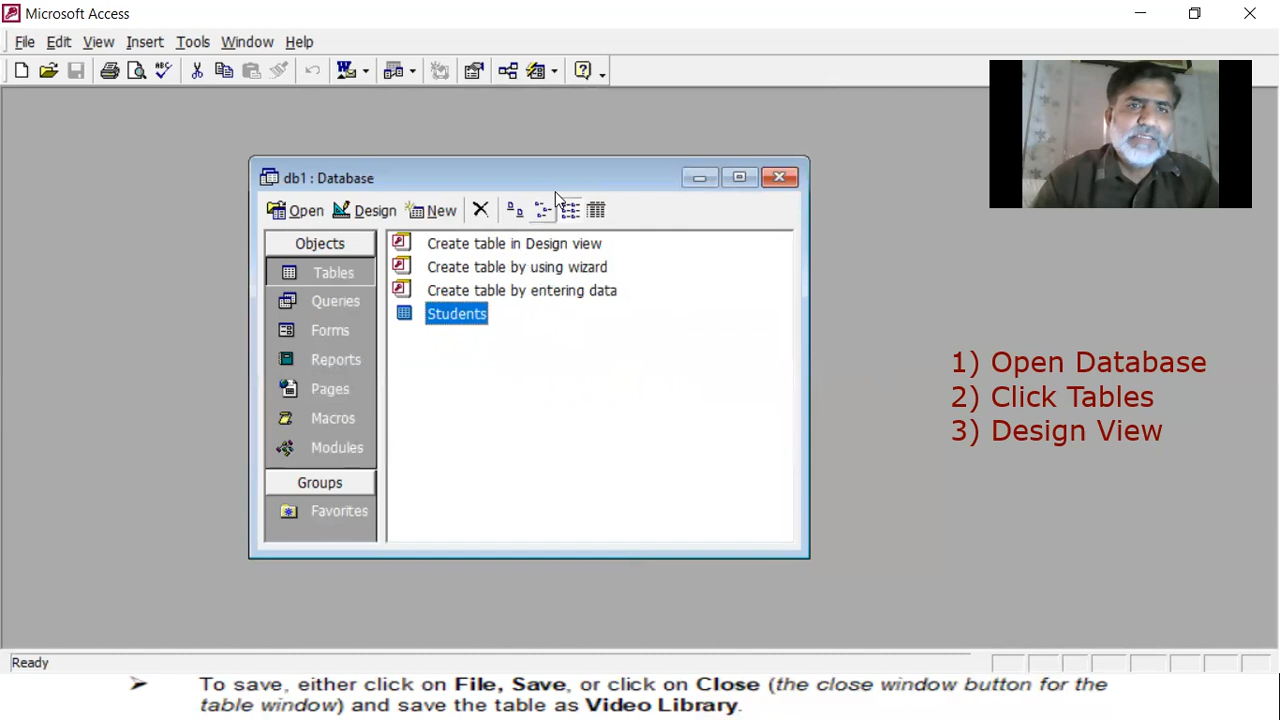 Microsoft Access
File Edit View Insert Tools Window Help
db1 : Database
Open Design New
Objects
Tables
Queries
Forms
Reports
Pages
Macros
Modules
Groups
Favorites
Create table in Design view
Create table by using wizard
Create table by entering data
Students
1) Open Database
2) Click Tables
3) Design View
Ready
➢ To save, either click on File, Save, or click on Close (the close window button for the
table window) and save the table as Video Library.